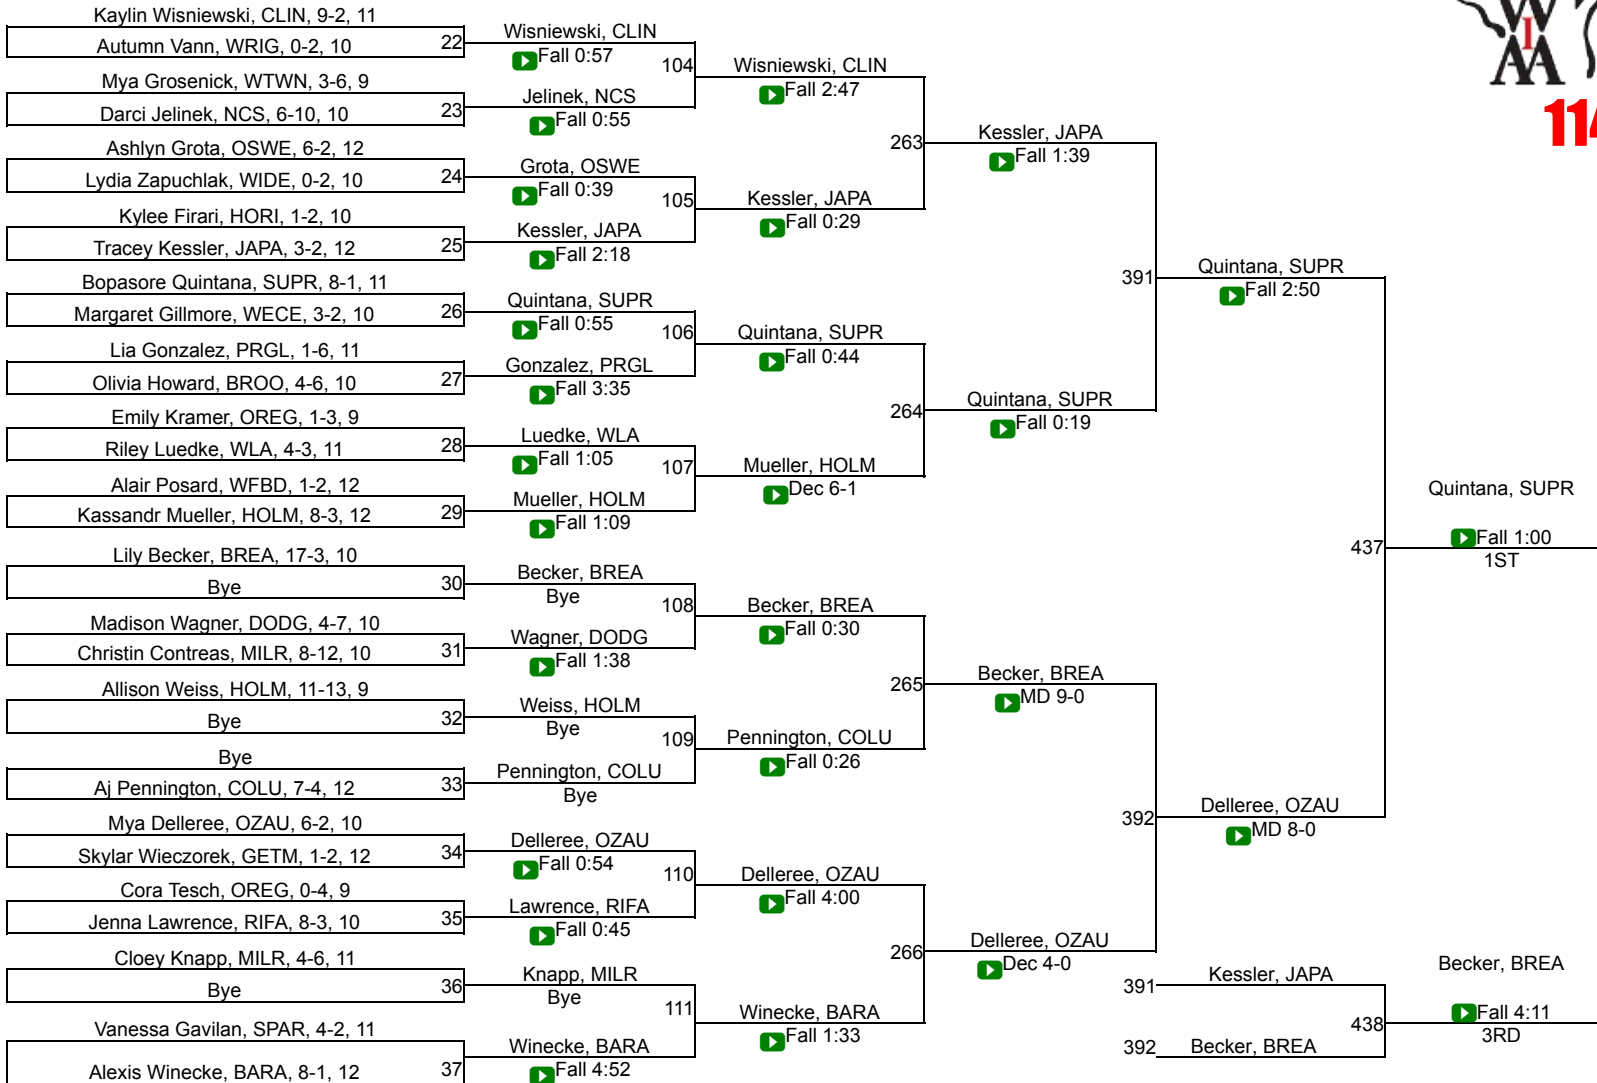 Kaylin Wisniewski, CLIN, 9-2, 11
Autumn Vann, WRIG, 0-2, 10
22
Mya Grosenick, WTWN, 3-6, 9
Darci Jelinek, NCS, 6-10, 10
23
Ashlyn Grota, OSWE, 6-2, 12
Lydia Zapuchlak, WIDE, 0-2, 10
24
Kylee Firari, HORI, 1-2, 10
Tracey Kessler, JAPA, 3-2, 12
25
Bopasore Quintana, SUPR, 8-1, 11
Margaret Gillmore, WECE, 3-2, 10
26
Lia Gonzalez, PRGL, 1-6, 11
Olivia Howard, BROO, 4-6, 10
27
Emily Kramer, OREG, 1-3, 9
Riley Luedke, WLA, 4-3, 11
28
Alair Posard, WFBD, 1-2, 12
Kassandr Mueller, HOLM, 8-3, 12
29
Lily Becker, BREA, 17-3, 10
Bye
30
Madison Wagner, DODG, 4-7, 10
Christin Contreas, MILR, 8-12, 10
31
Allison Weiss, HOLM, 11-13, 9
Bye
32
Bye
Aj Pennington, COLU, 7-4, 12
33
Mya Delleree, OZAU, 6-2, 10
Skylar Wieczorek, GETM, 1-2, 12
34
Cora Tesch, OREG, 0-4, 9
Jenna Lawrence, RIFA, 8-3, 10
35
Cloey Knapp, MILR, 4-6, 11
Bye
36
Vanessa Gavilan, SPAR, 4-2, 11
Alexis Winecke, BARA, 8-1, 12
37
Wisniewski, CLIN
Fall 0:57
104
Jelinek, NCS
Fall 0:55
Grota, OSWE
Fall 0:39
105
Kessler, JAPA
Fall 2:18
Quintana, SUPR
Fall 0:55
106
Gonzalez, PRGL
Fall 3:35
Luedke, WLA
Fall 1:05
107
Mueller, HOLM
Fall 1:09
Becker, BREA
Bye
108
Wagner, DODG
Fall 1:38
Weiss, HOLM
Bye
109
Pennington, COLU
Bye
Delleree, OZAU
Fall 0:54
110
Lawrence, RIFA
Fall 0:45
Knapp, MILR
Bye
111
Winecke, BARA
Fall 4:52
Wisniewski, CLIN
Fall 2:47
263
Kessler, JAPA
Fall 0:29
Quintana, SUPR
Fall 0:44
264
Mueller, HOLM
Dec 6-1
Becker, BREA
Fall 0:30
265
Pennington, COLU
Fall 0:26
Delleree, OZAU
Fall 4:00
266
Winecke, BARA
Fall 1:33
Kessler, JAPA
Fall 1:39
391
Quintana, SUPR
Fall 0:19
Becker, BREA
MD 9-0
392
Delleree, OZAU
Dec 4-0
Quintana, SUPR
Fall 2:50
437
Delleree, OZAU
MD 8-0
391
Kessler, JAPA
438
392
Becker, BREA
WIAA
114
Quintana, SUPR
Fall 1:00
1ST
Becker, BREA
Fall 4:11
3RD